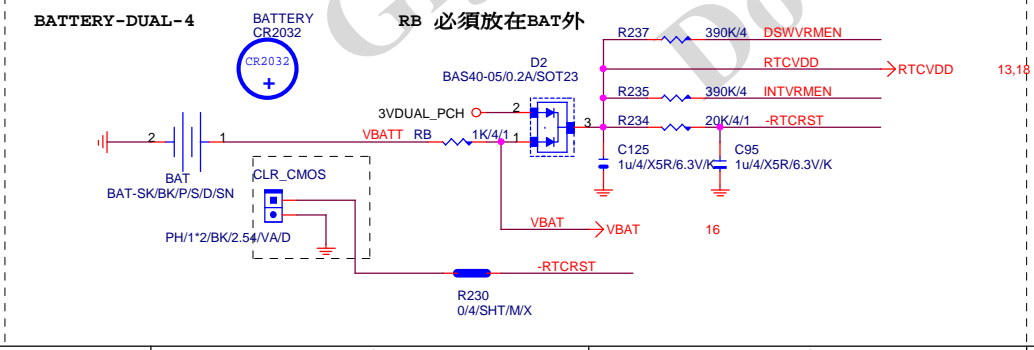 BATTERY-DUAL-4
BATTERY
CR2032
CR2032
+
RB 必須放在BAT外
R237
390K/4
DSWVRMEN
D2
BAS40-05/0.2A/SOT23
RTCVDD
RTCVDD
13,18
3VDUAL_PCH
2
R235
390K/4
INTVRMEN
3
R234
20K/4/1
-RTCRST
2
1
VBATT
RB
1K/4/1
1
C125
1u/4/X5R/6.3V/K
C95
1u/4/X5R/6.3V/K
BAT
BAT-SK/BK/P/S/D/SN
CLR_CMOS
PH/1*2/BK/2.54/VA/D
VBAT
VBAT
16
-RTCRST
R230
0/4/SHT/M/X